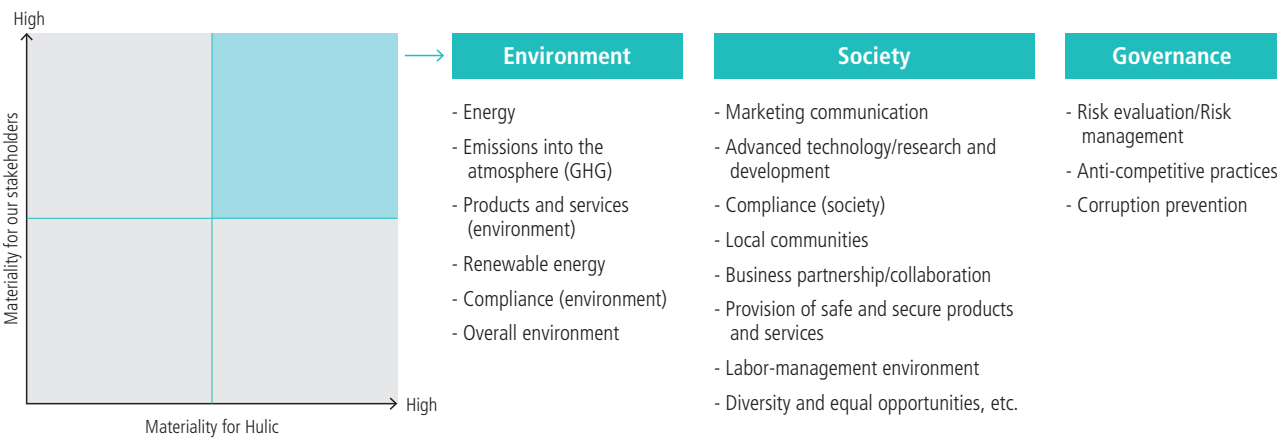 High
Materiality for our stakeholders
High
Materiality for Hulic
Environment
- Energy
- Emissions into the
atmosphere (GHG)
- Products and services
(environment)
- Renewable energy
- Compliance (environment)
- Overall environment
Society
- Marketing communication
- Advanced technology/research and
development
- Compliance (society)
- Local communities
- Business partnership/collaboration
- Provision of safe and secure products
and services
- Labor-management environment
- Diversity and equal opportunities, etc.
Governance
- Risk evaluation/Risk
management
- Anti-competitive practices
- Corruption prevention